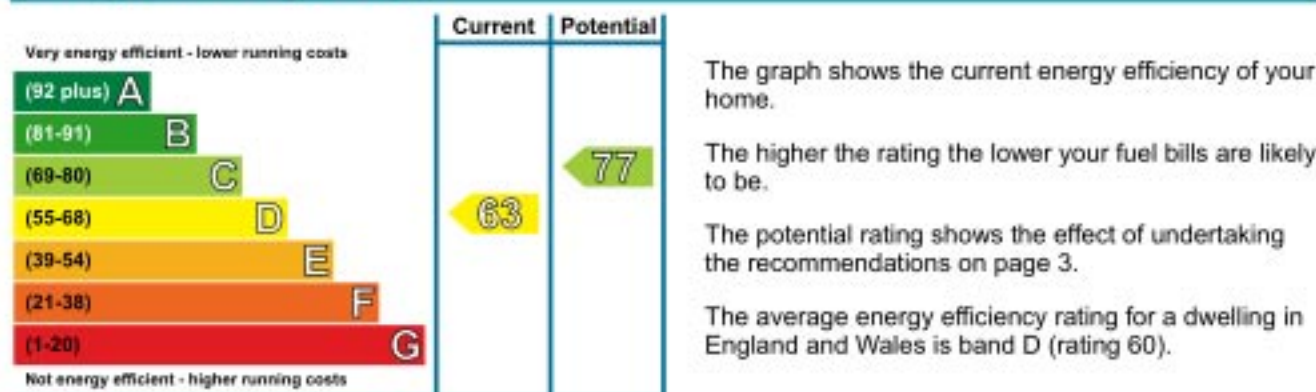 Current Potential
Very energy efficient - lower running costs
(92 plus) A
(81-91) B
(69-80) C
(55-68) D
(39-54) E
(21-38) F
(1-20) G
Not energy efficient - higher running costs
77
63
The graph shows the current energy efficiency of your
home.
The higher the rating the lower your fuel bills are likely
to be.
The potential rating shows the effect of undertaking
the recommendations on page 3.
The average energy efficiency rating for a dwelling in
England and Wales is band D (rating 60).